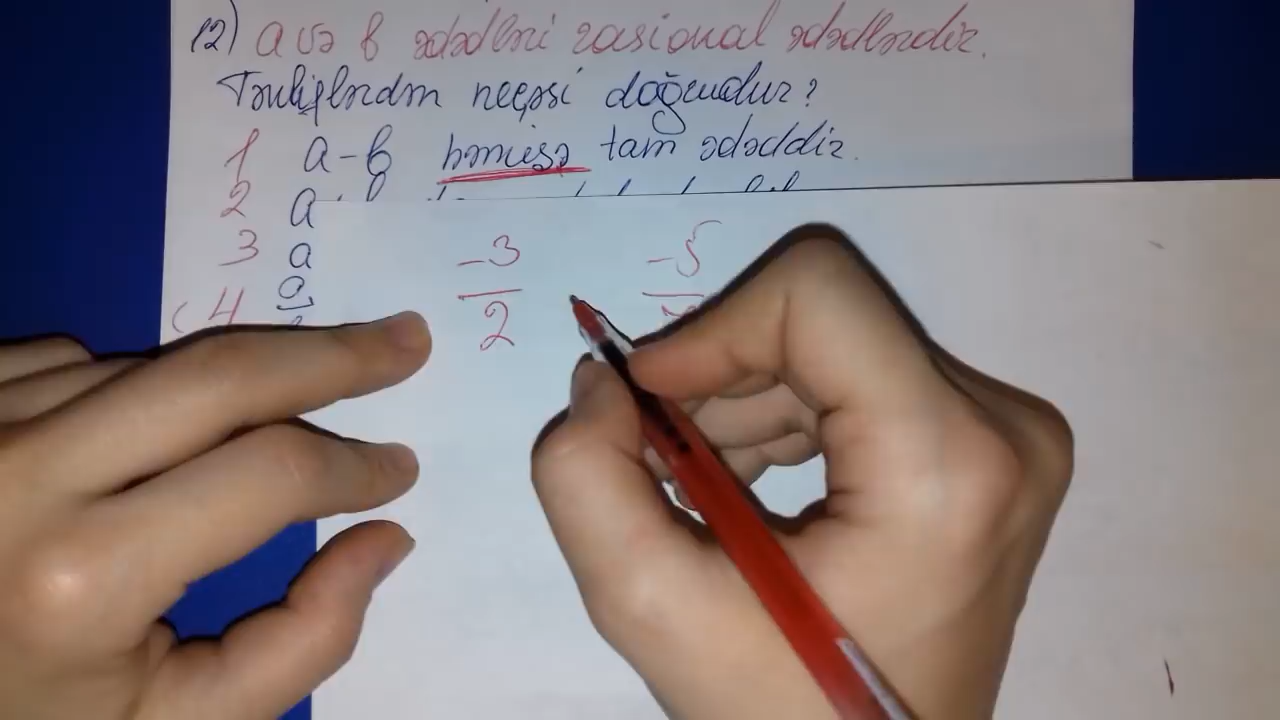 12) a və b ədədləri rasional ədədlərdir.
Təkliflərdən neçəsi doğrudur?
1 a-b həmişə tam ədəddir.
2 a
3 a
4 a
-3 -5
2